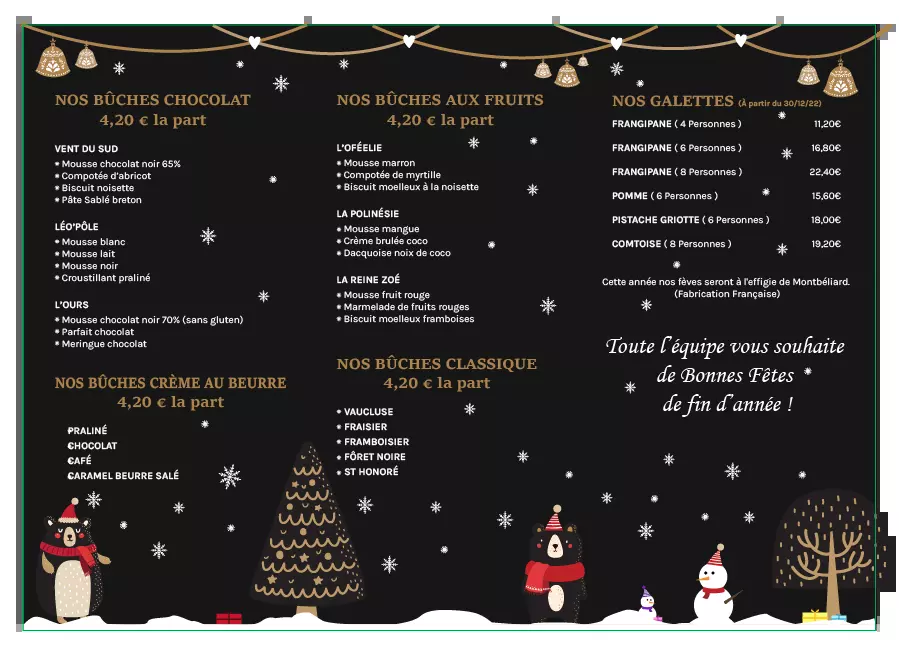 NOS BÛCHES CHOCOLAT
4,20 € la part
VENT DU SUD
* Mousse chocolat noir 65%
* Compotée d'abricot
* Biscuit noisette
* Pâte Sablé breton
LÉO'PÔLE
* Mousse blanc
* Mousse lait
* Mousse noir
* Croustillant praliné
L'OURS
* Mousse chocolat noir 70% (sans gluten)
* Parfait chocolat
* Meringue chocolat
NOS BÛCHES CRÈME AU BEURRE
4,20 € la part
PRALINÉ
CHOCOLAT
CAFÉ
CARAMEL BEURRE SALÉ
NOS BÛCHES AUX FRUITS
4,20 € la part
L'OFÉELIE
* Mousse marron
* Compotée de myrtille
* Biscuit moelleux à la noisette
LA POLINÉSIE
* Mousse mangue
* Crème brulée coco
* Dacquoise noix de coco
LA REINE ZOÉ
* Mousse fruit rouge
* Marmelade de fruits rouges
* Biscuit moelleux framboises
NOS BÛCHES CLASSIQUE
4,20 € la part
* VAUCLUSE
* FRAISIER
* FRAMBOISIER
* FÔRET NOIRE
* ST HONORÉ
NOS GALETTES (À partir du 30/12/22)
FRANGIPANE ( 4 Personnes ) 11,20€
FRANGIPANE ( 6 Personnes ) 16,80€
FRANGIPANE ( 8 Personnes ) 22,40€
POMME ( 6 Personnes ) 15,60€
PISTACHE GRIOTTE ( 6 Personnes ) 18,00€
COMTOISE ( 8 Personnes ) 19,20€
Cette année nos fèves seront à l'effigie de Montbéliard.
(Fabrication Française)
Toute l'équipe vous souhaite
de Bonnes Fêtes
de fin d'année !